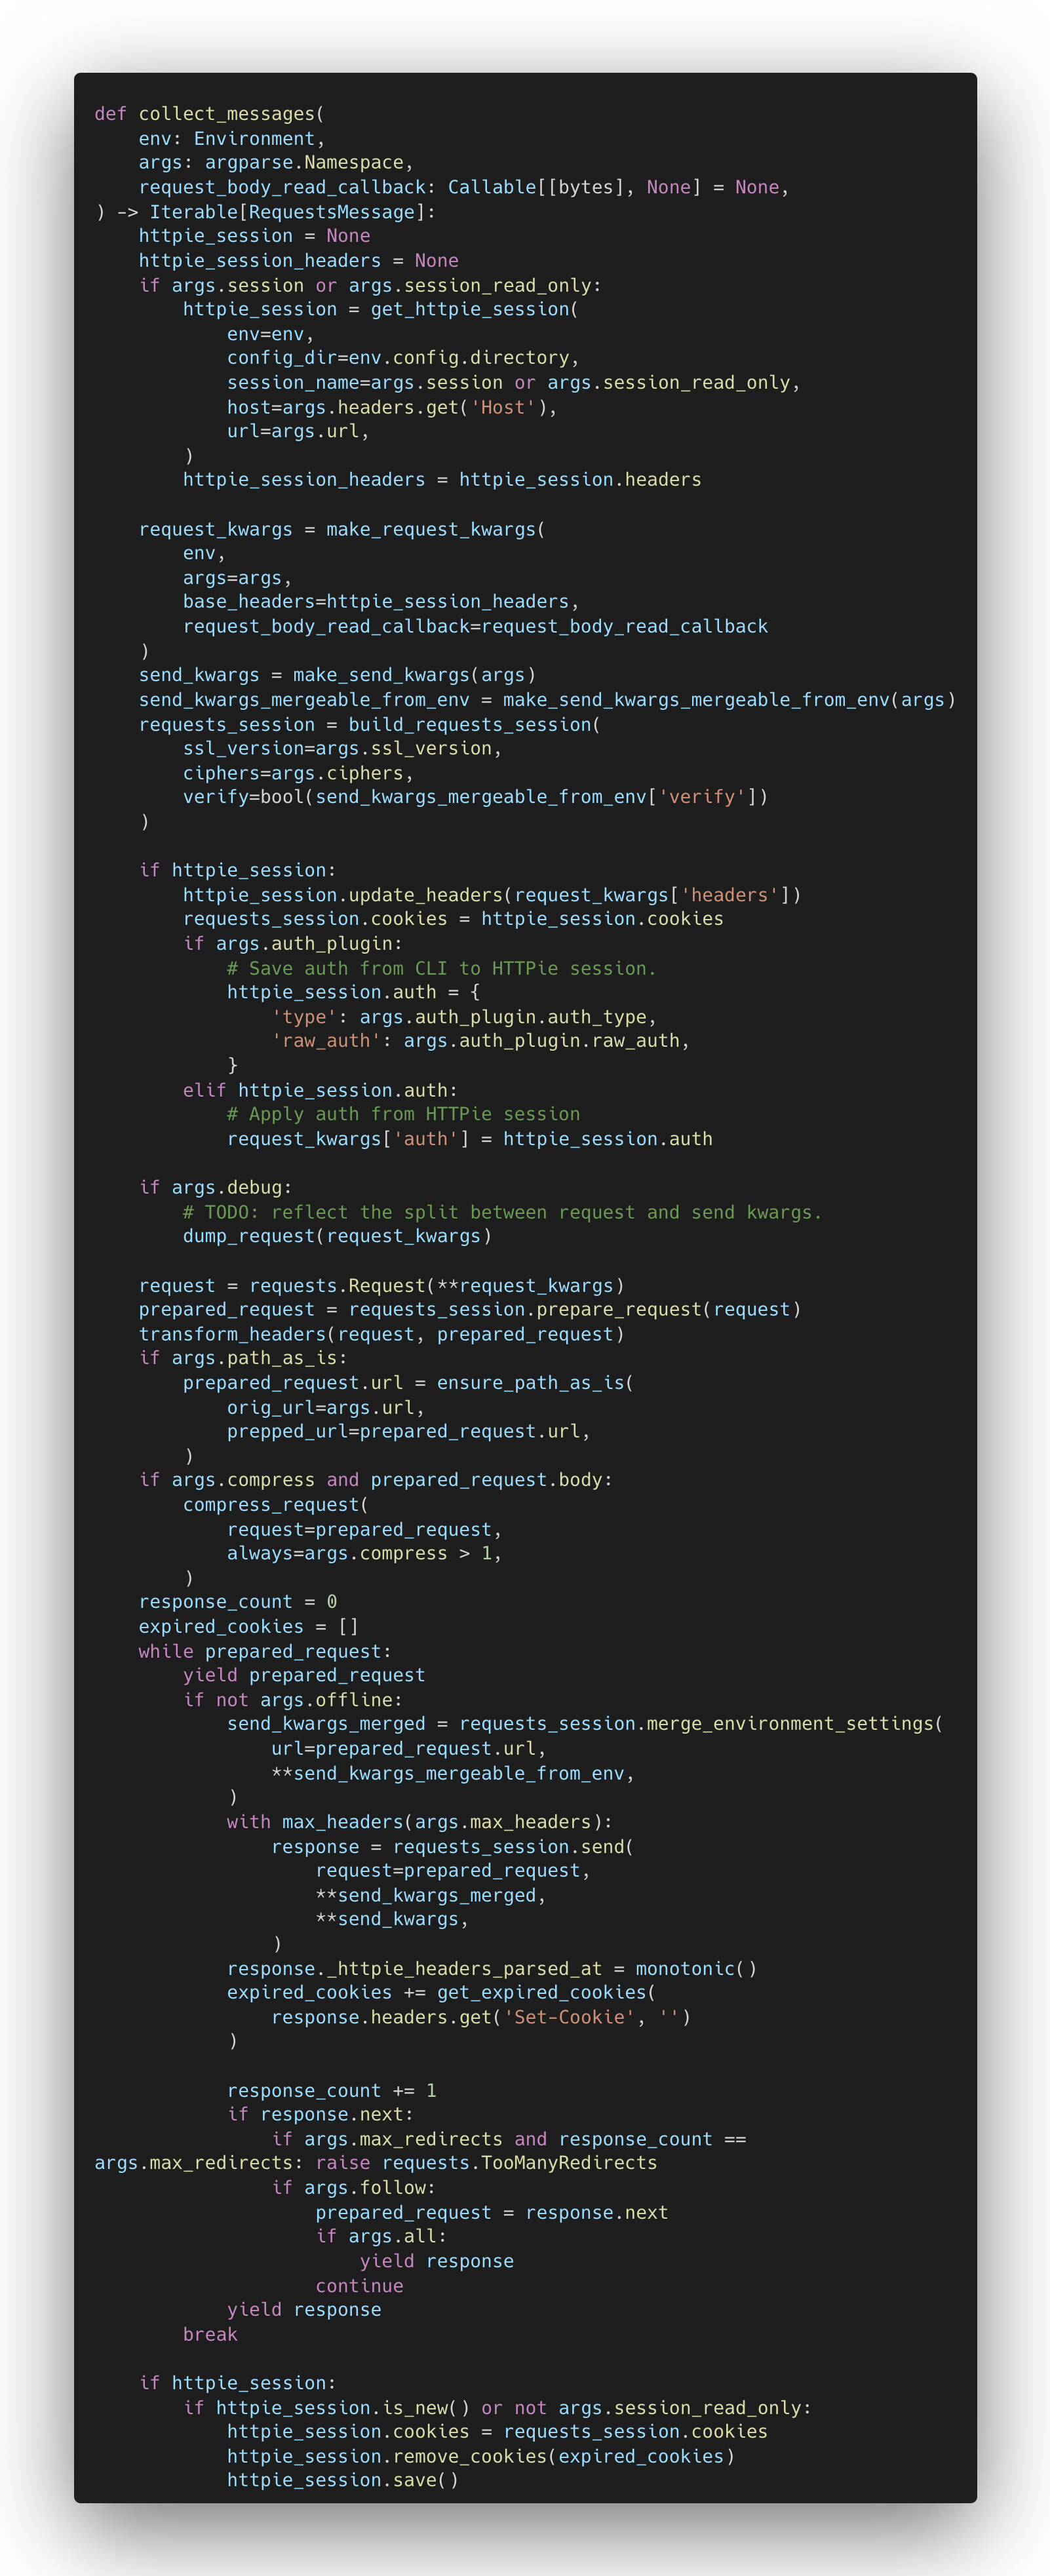 def collect_messages(
    env: Environment,
    args: argparse.Namespace,
    request_body_read_callback: Callable[[bytes], None] = None,
) -> Iterable[RequestsMessage]:
    httpie_session = None
    httpie_session_headers = None
    if args.session or args.session_read_only:
        httpie_session = get_httpie_session(
            env=env,
            config_dir=env.config.directory,
            session_name=args.session or args.session_read_only,
            host=args.headers.get('Host'),
            url=args.url,
        )
        httpie_session_headers = httpie_session.headers

    request_kwargs = make_request_kwargs(
        env,
        args=args,
        base_headers=httpie_session_headers,
        request_body_read_callback=request_body_read_callback
    )
    send_kwargs = make_send_kwargs(args)
    send_kwargs_mergeable_from_env = make_send_kwargs_mergeable_from_env(args)
    requests_session = build_requests_session(
        ssl_version=args.ssl_version,
        ciphers=args.ciphers,
        verify=bool(send_kwargs_mergeable_from_env['verify'])
    )

    if httpie_session:
        httpie_session.update_headers(request_kwargs['headers'])
        requests_session.cookies = httpie_session.cookies
        if args.auth_plugin:
            # Save auth from CLI to HTTPie session.
            httpie_session.auth = {
                'type': args.auth_plugin.auth_type,
                'raw_auth': args.auth_plugin.raw_auth,
            }
        elif httpie_session.auth:
            # Apply auth from HTTPie session
            request_kwargs['auth'] = httpie_session.auth

    if args.debug:
        # TODO: reflect the split between request and send kwargs.
        dump_request(request_kwargs)

    request = requests.Request(**request_kwargs)
    prepared_request = requests_session.prepare_request(request)
    transform_headers(request, prepared_request)
    if args.path_as_is:
        prepared_request.url = ensure_path_as_is(
            orig_url=args.url,
            prepped_url=prepared_request.url,
        )
    if args.compress and prepared_request.body:
        compress_request(
            request=prepared_request,
            always=args.compress > 1,
        )
    response_count = 0
    expired_cookies = []
    while prepared_request:
        yield prepared_request
        if not args.offline:
            send_kwargs_merged = requests_session.merge_environment_settings(
                url=prepared_request.url,
                **send_kwargs_mergeable_from_env,
            )
            with max_headers(args.max_headers):
                response = requests_session.send(
                    request=prepared_request,
                    **send_kwargs_merged,
                    **send_kwargs,
                )
            response._httpie_headers_parsed_at = monotonic()
            expired_cookies += get_expired_cookies(
                response.headers.get('Set-Cookie', '')
            )

            response_count += 1
            if response.next:
                if args.max_redirects and response_count ==
args.max_redirects: raise requests.TooManyRedirects
                if args.follow:
                    prepared_request = response.next
                    if args.all:
                        yield response
                    continue
            yield response
        break

    if httpie_session:
        if httpie_session.is_new() or not args.session_read_only:
            httpie_session.cookies = requests_session.cookies
            httpie_session.remove_cookies(expired_cookies)
            httpie_session.save()